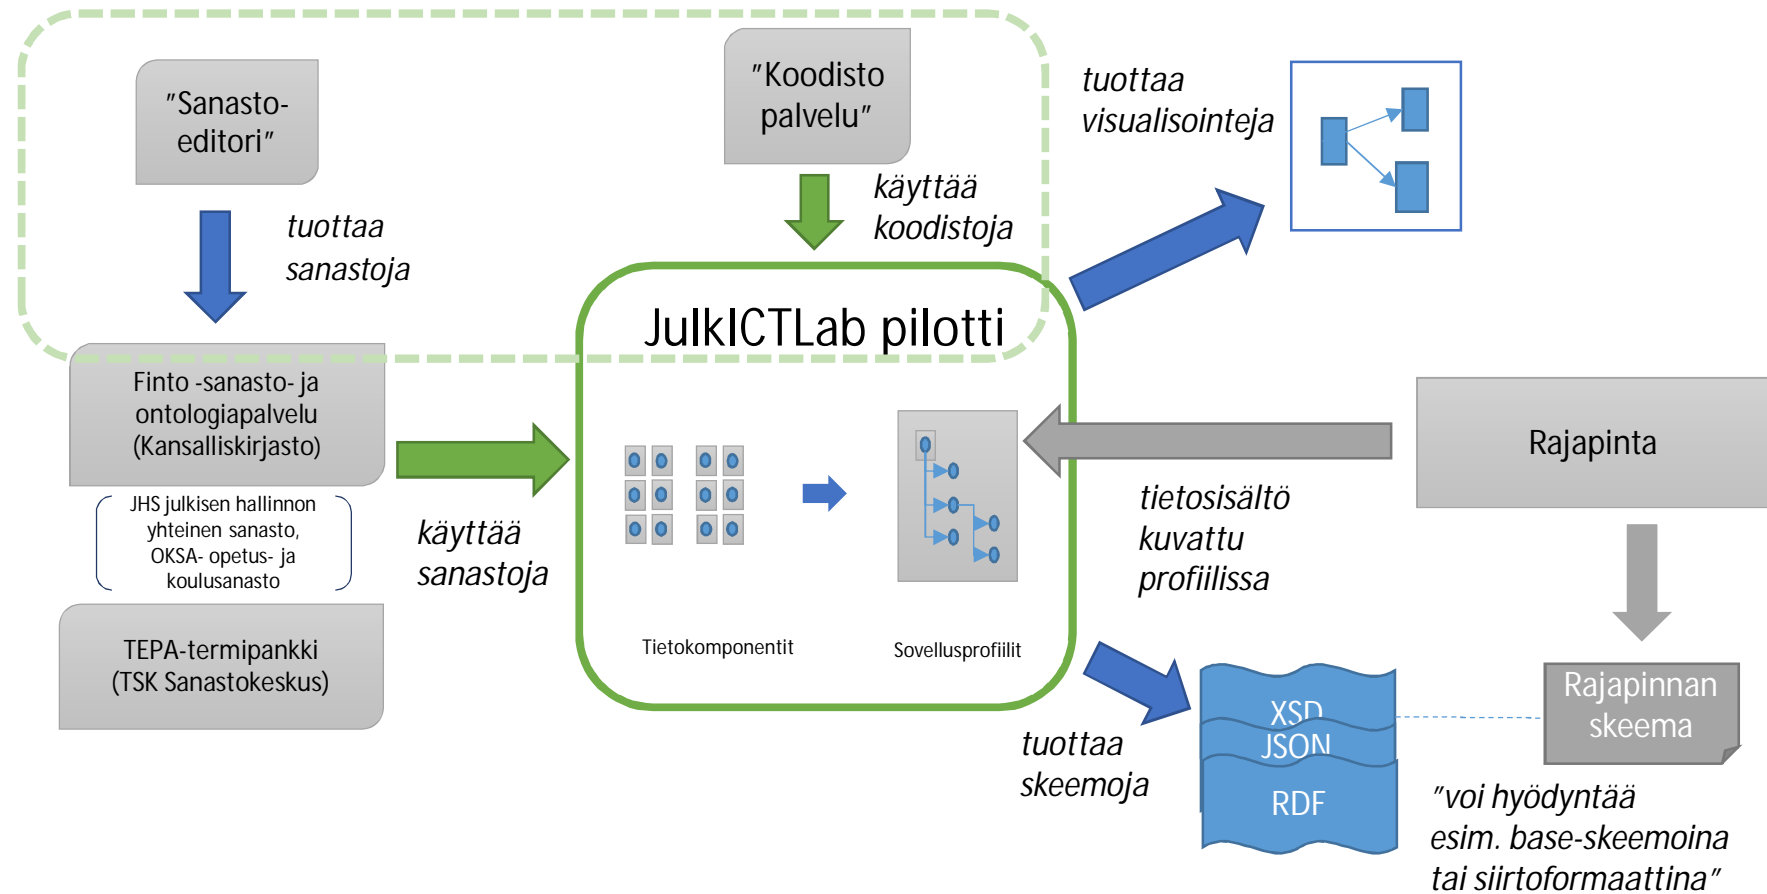 "Sanasto-
editori"
"Koodisto
palvelu"
tuottaa
visualisointeja
tuottaa
sanastoja
käyttää
koodistoja
JulkICTLab pilotti
Finto -sanasto- ja
ontologiapalvelu
(Kansalliskirjasto)
JHS julkisen hallinnon
yhteinen sanasto,
OKSA- opetus- ja
koulusanasto
TEPA-termipankki
(TSK Sanastokeskus)
käyttää
sanastoja
Tietokomponentit
Sovellusprofiilit
Rajapinta
tietosisältö
kuvattu
profiilissa
tuottaa
skeemoja
XSD
JSON
RDF
Rajapinnan
skeema
"voi hyödyntää
esim. base-skeemoina
tai siirtoformaattina"